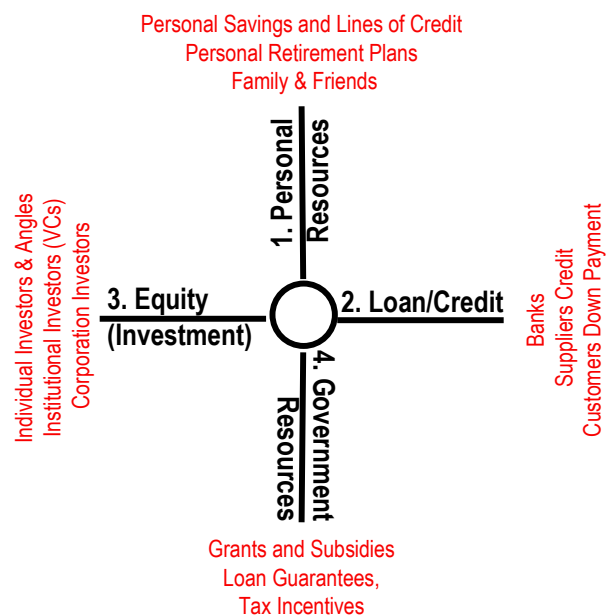 Personal Savings and Lines of Credit
Personal Retirement Plans
Family & Friends
1. Personal
Resources
3. Equity
(Investment)
Individual Investors & Angles
Institutional Investors (VCs)
Corporation Investors
2. Loan/Credit
Banks
Suppliers Credit
Customers Down Payment
4. Government
Resources
Grants and Subsidies
Loan Guarantees,
Tax Incentives